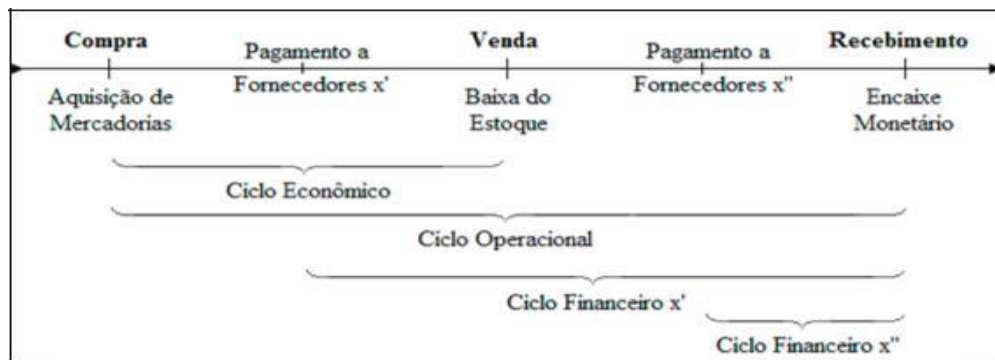 Compra
Pagamento a
Fornecedores x'
Venda
Pagamento a
Fornecedores x"
Recebimento
Aquisição de
Mercadorias
Baixa do
Estoque
Encaixe
Monetário
Ciclo Econômico
Ciclo Operacional
Ciclo Financeiro x'
Ciclo Financeiro x"